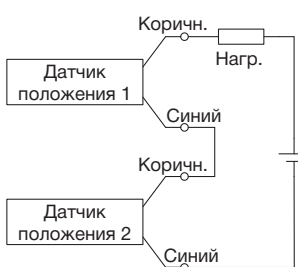 Коричн.
Нагр.
Датчик
положения 1
Синий
Коричн.
Датчик
положения 2
Синий